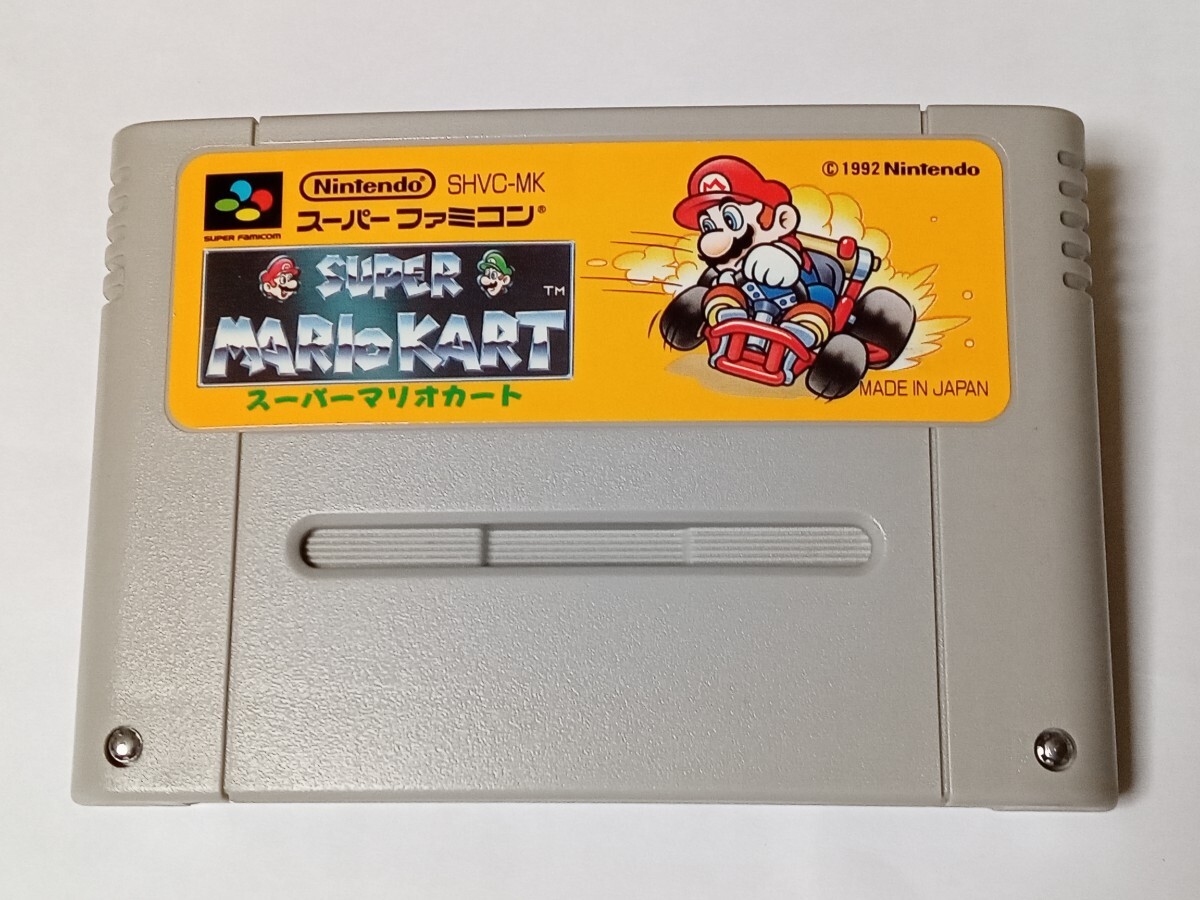 Nintendo® SHVC-MK
スーパーファミコン®
SUPER FAMICOM
SUPER
MARIO KART ™
スーパーマリオカート
M
© 1992 Nintendo
MADE IN JAPAN